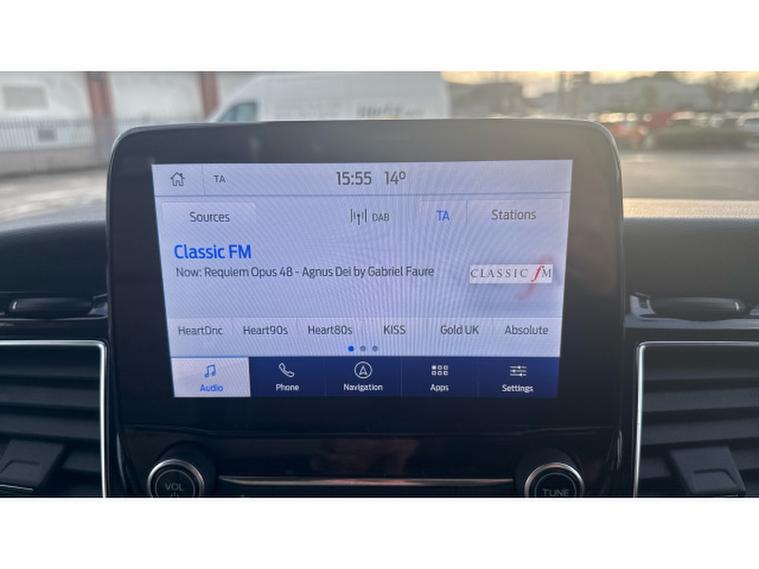 TA 15:55 14°
Sources DAB TA Stations
Classic FM
Now: Requiem Opus 48 - Agnus Dei by Gabriel Faure
CLASSIC fM
HeartDnc Heart90s Heart80s KISS Gold UK Absolute
Audio Phone Navigation Apps Settings
VOL TUNE